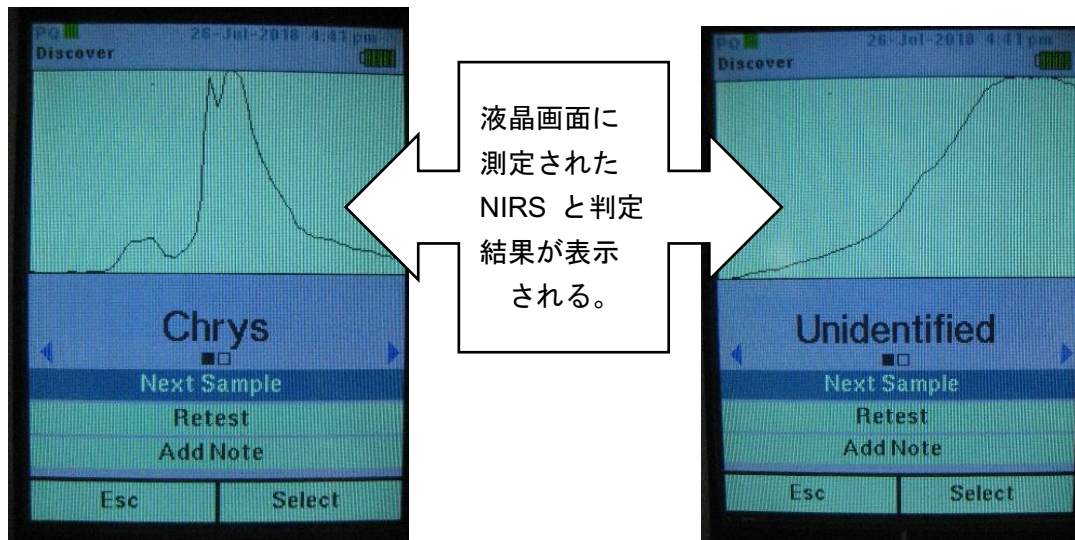 PQ 26-Jul-2018 4:41 pm
Discover
Chrys
Next Sample
Retest
Add Note
Esc Select
液晶画面に
測定された
NIRS と判定
結果が表示
される。
PQ 26-Jul-2018 4:41 pm
Discover
Unidentified
Next Sample
Retest
Add Note
Esc Select